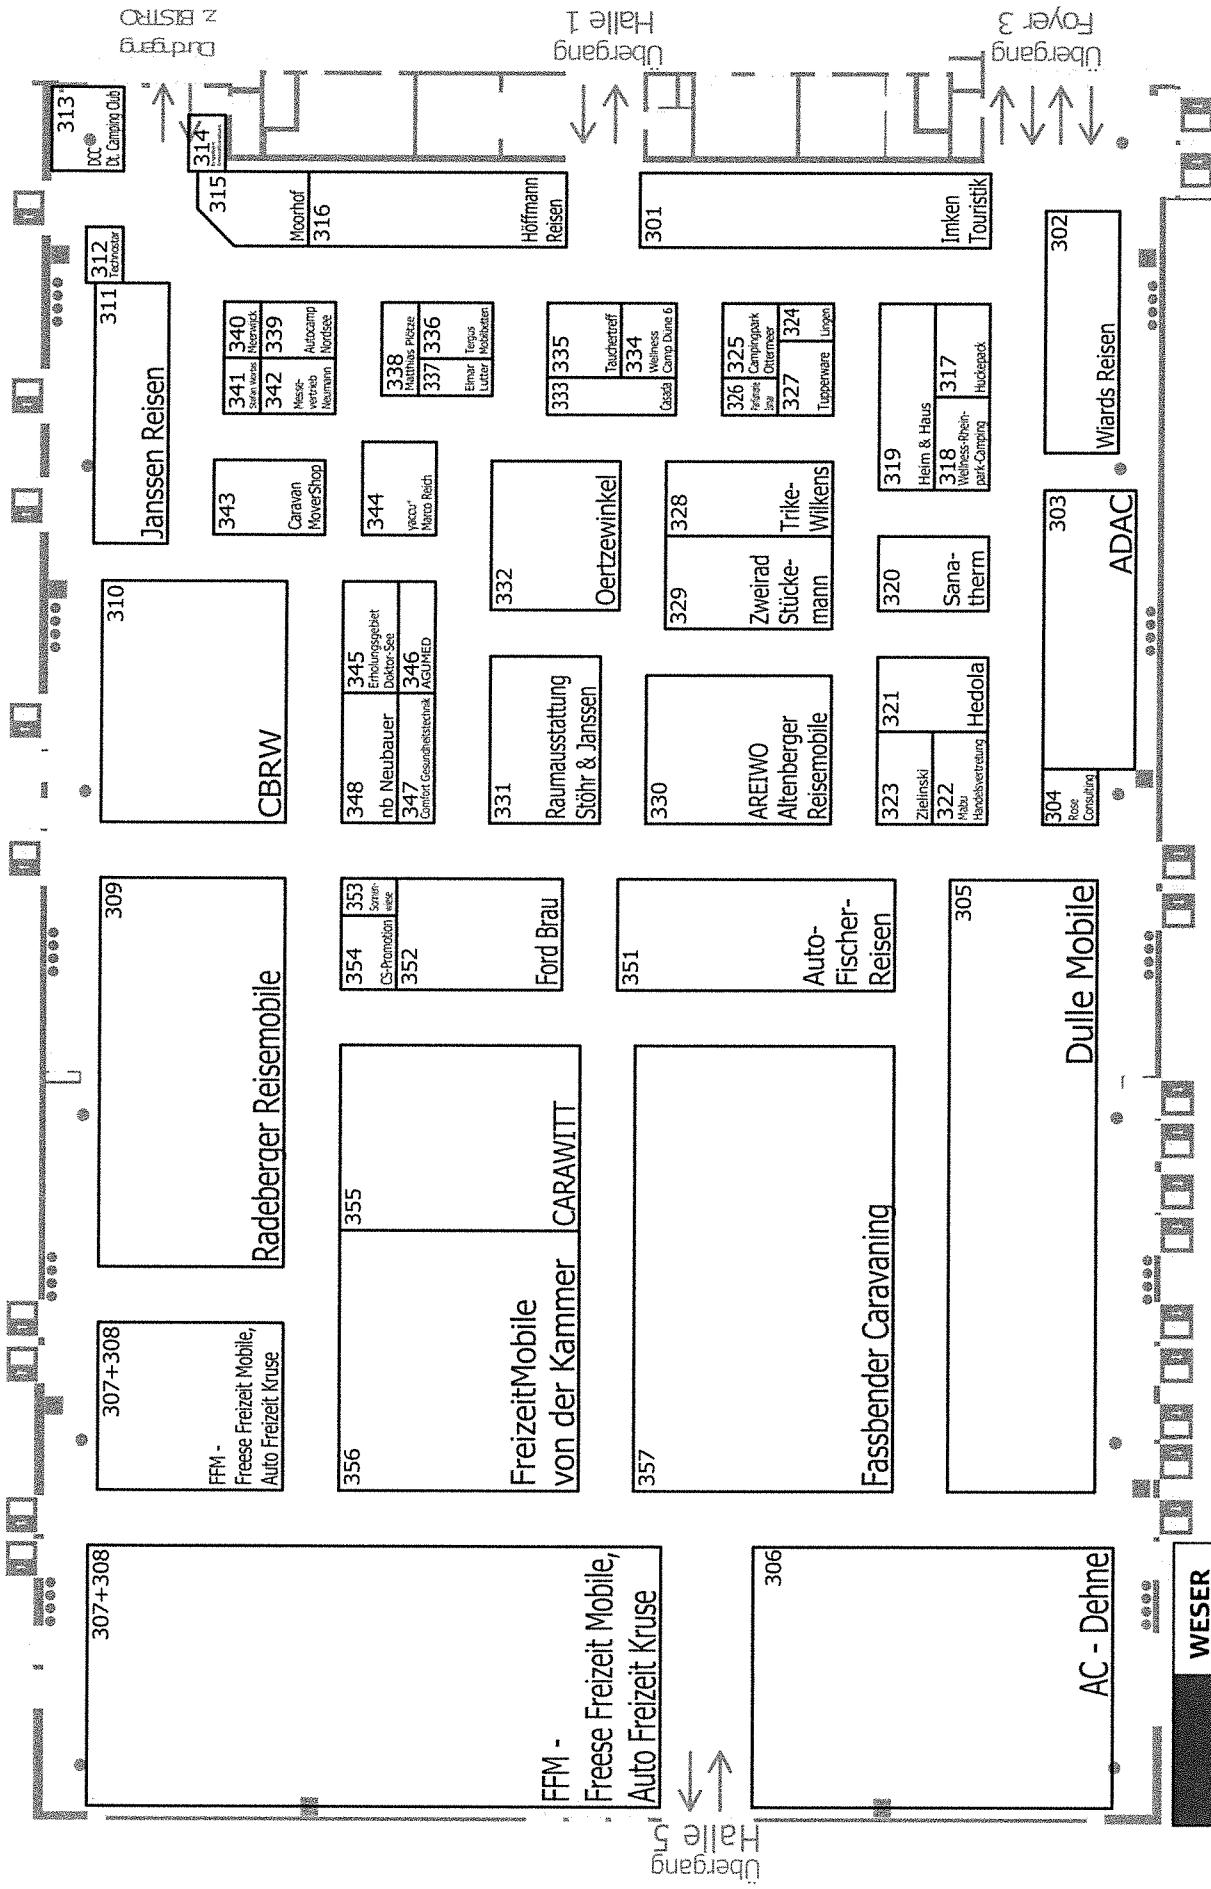 Durchgang
z. BISTRO
Übergang
Halle 1
Übergang
Foyer 3
313
DCC
Dt. Camping Club
314
315
Moorhof
316
Höffmann
Reisen
301
Imken
Touristik
302
Wiards Reisen
312
Technostar
311
Janssen Reisen
340
Meerwick
341
339
Autocamp
Nordsee
342
Messe-
vertrieb
Neumann
338
Matthias Plötze
336
Tergus
Mobilbetten
337
Elmar
Lutter
335
Tauchertreff
334
Wellness
Camp Düne 6
333
Casada
325
Campingpark
Ottermeer
324
Lingen
326
327
Tupperware
319
Heim & Haus
317
Huckepack
318
Wellness-Rhein-
park-Camping
343
Caravan
MoverShop
344
yaccu
Marco Reich
332
Oertzewinkel
328
Trike-
Wilkens
329
Zweirad
Stücke-
mann
320
Sana-
therm
303
ADAC
310
CBRW
345
Erholungsgebiet
Doktor-See
346
AGUMED
348
nb Neubauer
347
Comfort Gesundheitstechnik
331
Raumausstattung
Stöhr & Janssen
330
AREIWO
Altenberger
Reisemobile
321
Hedola
323
Zielinski
322
Mabu
Handelsvertretung
304
Rose
Consulting
309
Radeberger Reisemobile
353
Sonnen-
wiese
354
CS-Promotion
352
Ford Brau
351
Auto-
Fischer-
Reisen
305
Dulle Mobile
355
CARAWITT
356
FreizeitMobile
von der Kammer
357
Fassbender Caravaning
307+308
FFM -
Freese Freizeit Mobile,
Auto Freizeit Kruse
307+308
FFM -
Freese Freizeit Mobile,
Auto Freizeit Kruse
306
AC - Dehne
Übergang
Halle 5
WESER